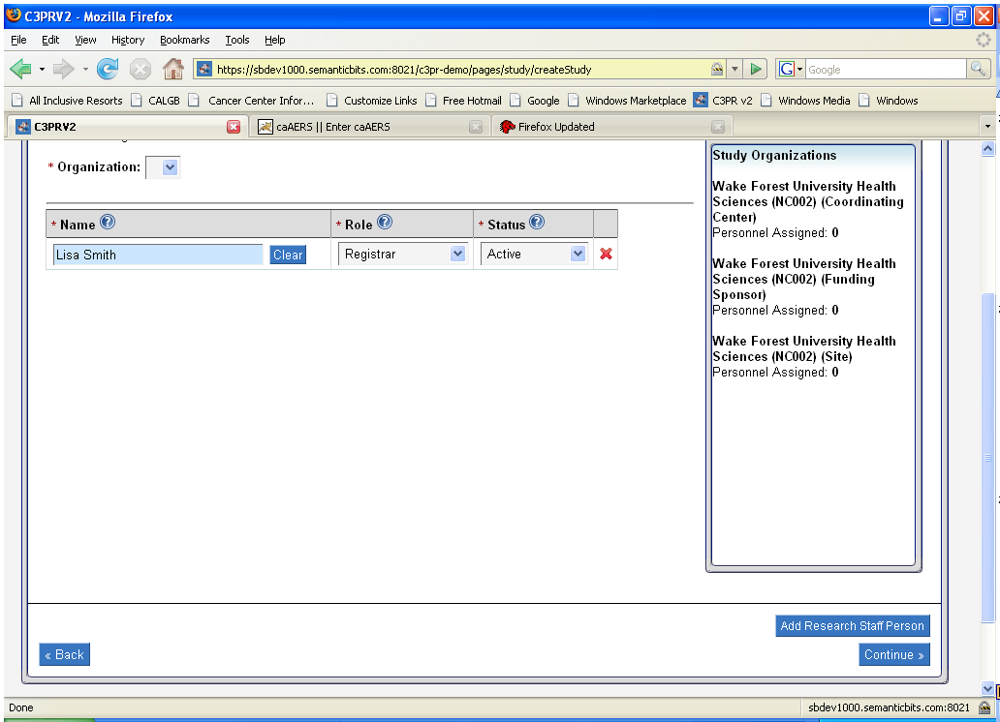 C3PRV2 - Mozilla Firefox
File Edit View History Bookmarks Tools Help
https://sbdev1000.semanticbits.com:8021/c3pr-demo/pages/study/createStudy
G Google
All Inclusive Resorts CALGB Cancer Center Infor... Customize Links Free Hotmail Google Windows Marketplace C3PR v2 Windows Media Windows
C3PRV2 caAERS || Enter caAERS Firefox Updated
* Organization:
* Name ? * Role ? * Status ?
Lisa Smith Clear Registrar Active
Study Organizations
Wake Forest University Health
Sciences (NC002) (Coordinating
Center)
Personnel Assigned: 0
Wake Forest University Health
Sciences (NC002) (Funding
Sponsor)
Personnel Assigned: 0
Wake Forest University Health
Sciences (NC002) (Site)
Personnel Assigned: 0
Add Research Staff Person
« Back Continue »
Done sbdev1000.semanticbits.com:8021